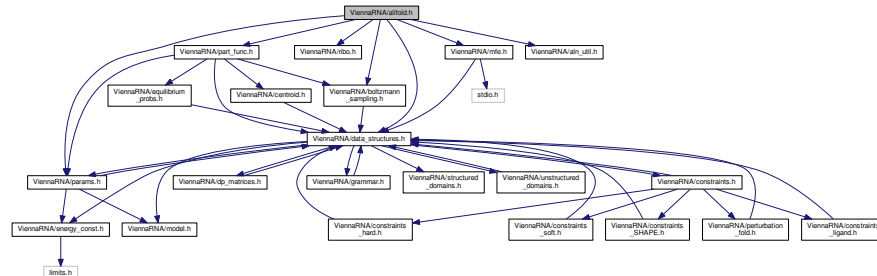 ViennaRNA/alifold.h
ViennaRNA/part_func.h
ViennaRNA/ribo.h
ViennaRNA/mfe.h
ViennaRNA/aln_util.h
ViennaRNA/equilibrium
_probs.h
ViennaRNA/centroid.h
ViennaRNA/boltzmann
_sampling.h
stdio.h
ViennaRNA/data_structures.h
ViennaRNA/params.h
ViennaRNA/dp_matrices.h
ViennaRNA/grammar.h
ViennaRNA/structured
_domains.h
ViennaRNA/unstructured
_domains.h
ViennaRNA/constraints.h
ViennaRNA/energy_const.h
ViennaRNA/model.h
ViennaRNA/constraints
_hard.h
ViennaRNA/constraints
_soft.h
ViennaRNA/constraints
_SHAPE.h
ViennaRNA/perturbation
_fold.h
ViennaRNA/constraints
_ligand.h
limits.h